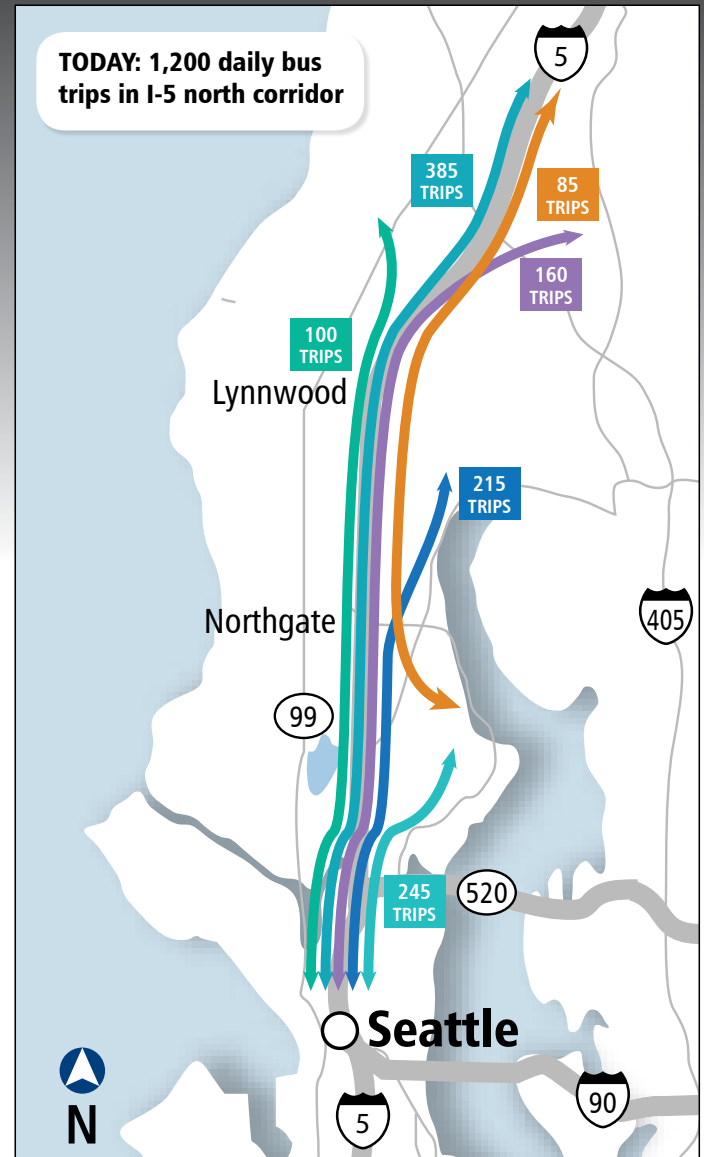 TODAY: 1,200 daily bus
trips in I-5 north corridor
5
385
TRIPS
85
TRIPS
160
TRIPS
100
TRIPS
Lynnwood
215
TRIPS
Northgate
405
99
245
TRIPS
520
Seattle
90
5
N